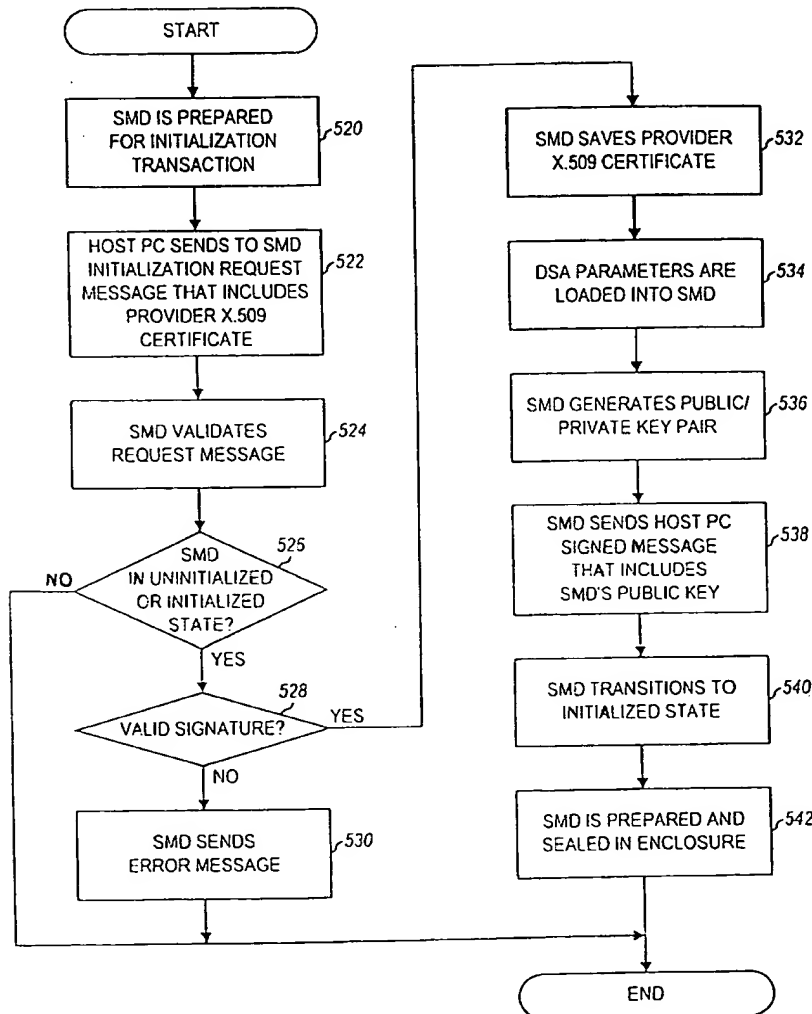 START
SMD IS PREPARED
FOR INITIALIZATION
TRANSACTION
520
HOST PC SENDS TO SMD
INITIALIZATION REQUEST
MESSAGE THAT INCLUDES
PROVIDER X.509
CERTIFICATE
522
SMD VALIDATES
REQUEST MESSAGE
524
SMD
IN UNINITIALIZED
OR INITIALIZED
STATE?
526
NO
YES
VALID SIGNATURE?
528
YES
NO
SMD SENDS
ERROR MESSAGE
530
SMD SAVES PROVIDER
X.509 CERTIFICATE
532
DSA PARAMETERS ARE
LOADED INTO SMD
534
SMD GENERATES PUBLIC/
PRIVATE KEY PAIR
536
SMD SENDS HOST PC
SIGNED MESSAGE
THAT INCLUDES
SMD'S PUBLIC KEY
538
SMD TRANSITIONS TO
INITIALIZED STATE
540
SMD IS PREPARED AND
SEALED IN ENCLOSURE
542
END